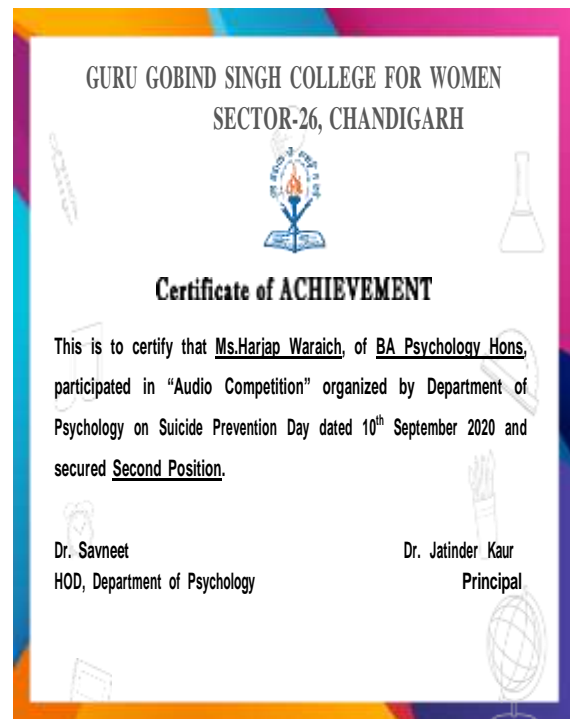 GURU GOBIND SINGH COLLEGE FOR WOMEN
SECTOR-26, CHANDIGARH
Certificate of ACHIEVEMENT
This is to certify that Ms.Harjap Waraich, of BA Psychology Hons,
participated in “Audio Competition” organized by Department of
Psychology on Suicide Prevention Day dated 10th September 2020 and
secured Second Position.
Dr. Savneet Dr. Jatinder Kaur
HOD, Department of Psychology Principal